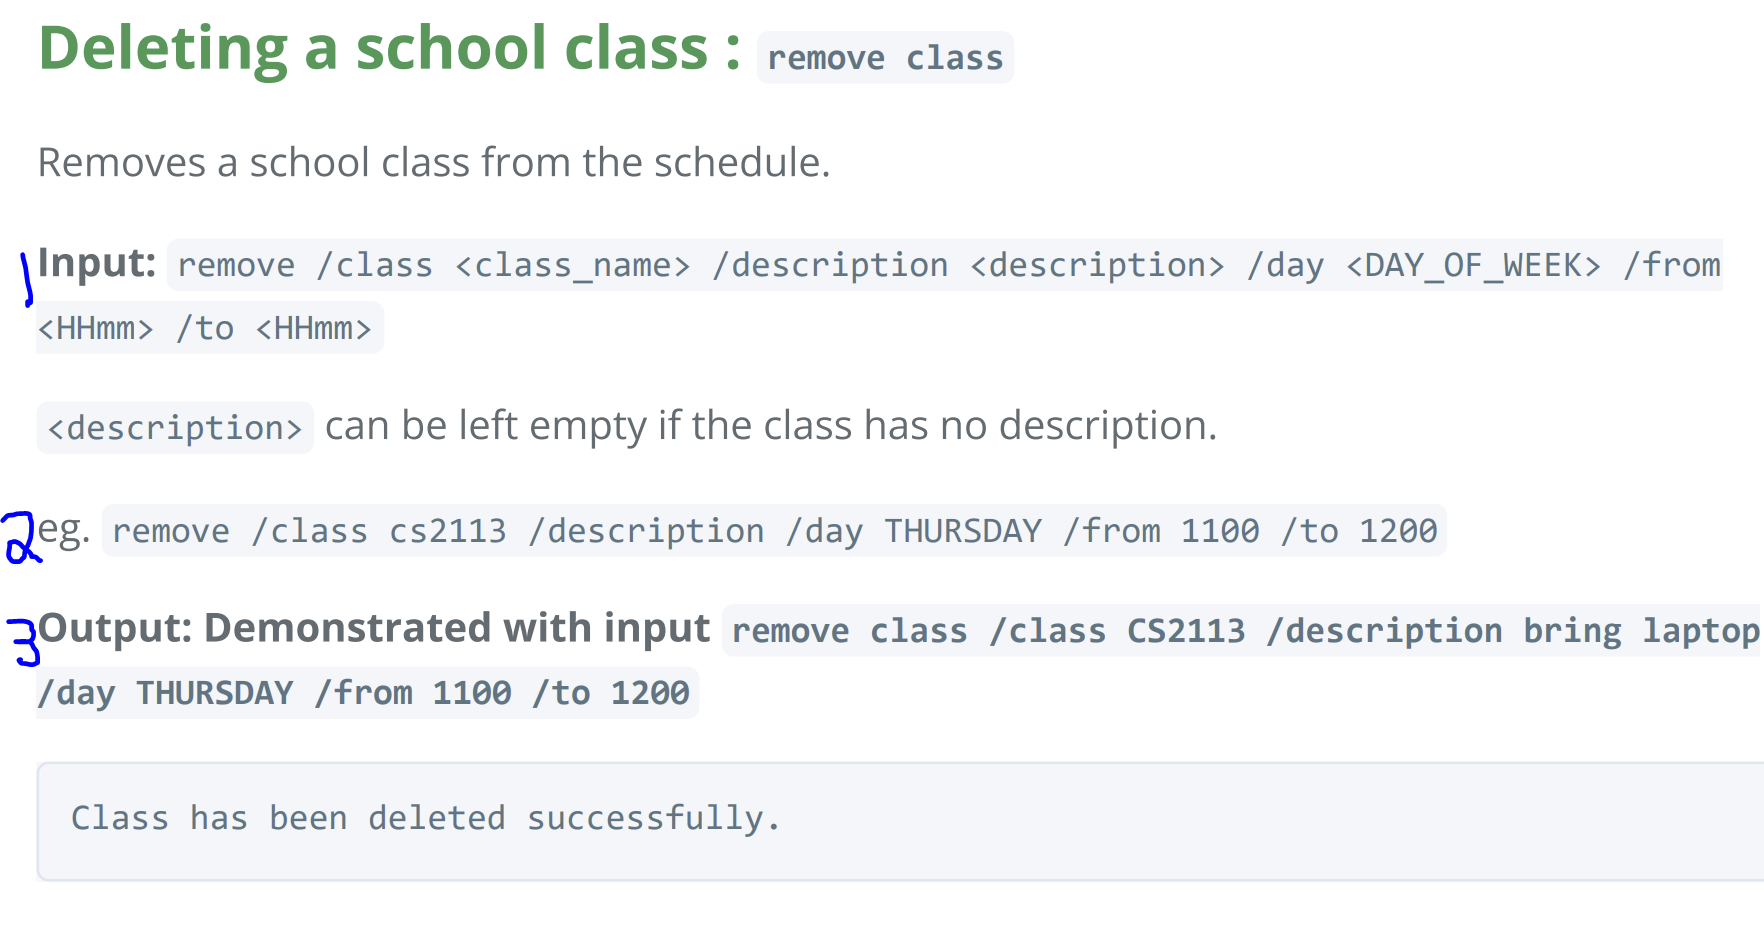 Deleting a school class : remove class
Removes a school class from the schedule.
1 Input: remove /class <class_name> /description <description> /day <DAY_OF_WEEK> /from
<HHmm> /to <HHmm>
<description> can be left empty if the class has no description.
2 eg. remove /class cs2113 /description /day THURSDAY /from 1100 /to 1200
3 Output: Demonstrated with input remove class /class CS2113 /description bring laptop
/day THURSDAY /from 1100 /to 1200
Class has been deleted successfully.